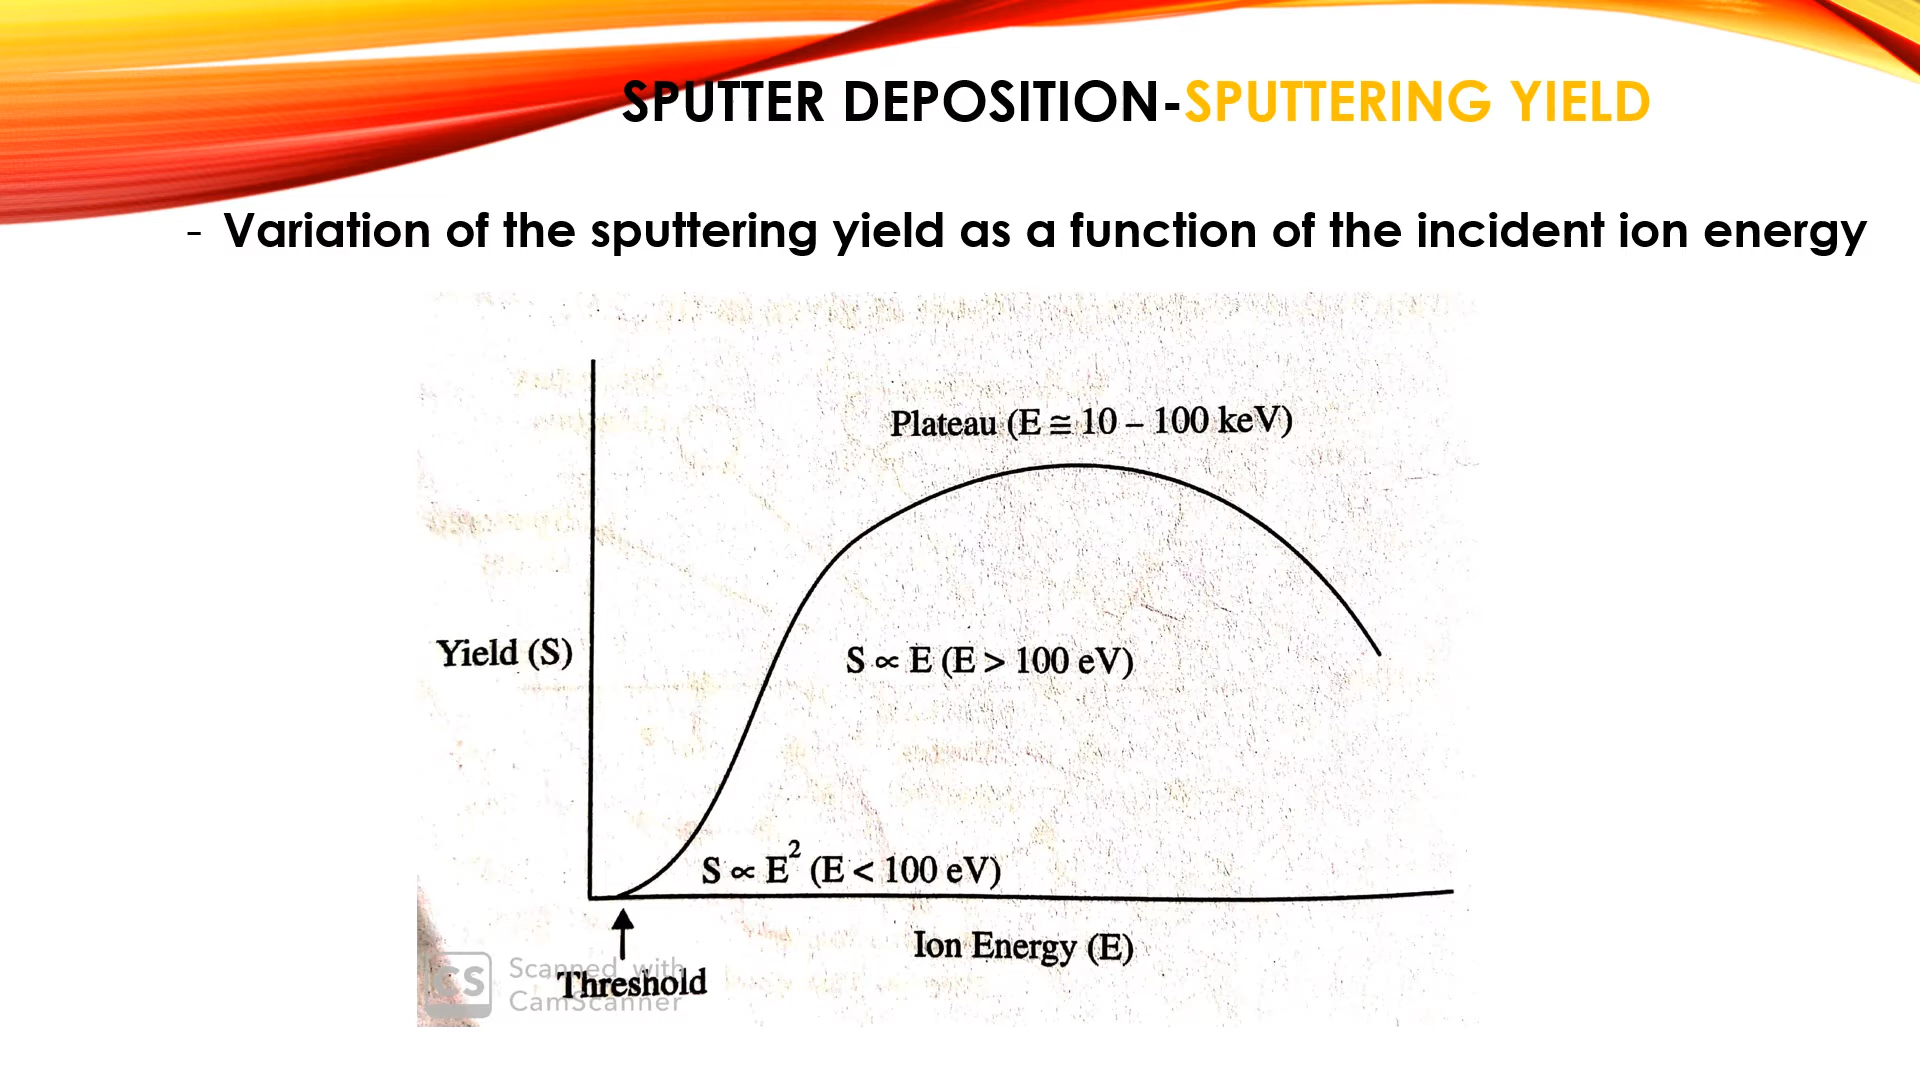 SPUTTER DEPOSITION-SPUTTERING YIELD
- Variation of the sputtering yield as a function of the incident ion energy
Plateau (E ≅ 10 – 100 keV)
Yield (S)
S ∝ E (E > 100 eV)
S ∝ E² (E < 100 eV)
Ion Energy (E)
Threshold
CS
Scanned with
CamScanner